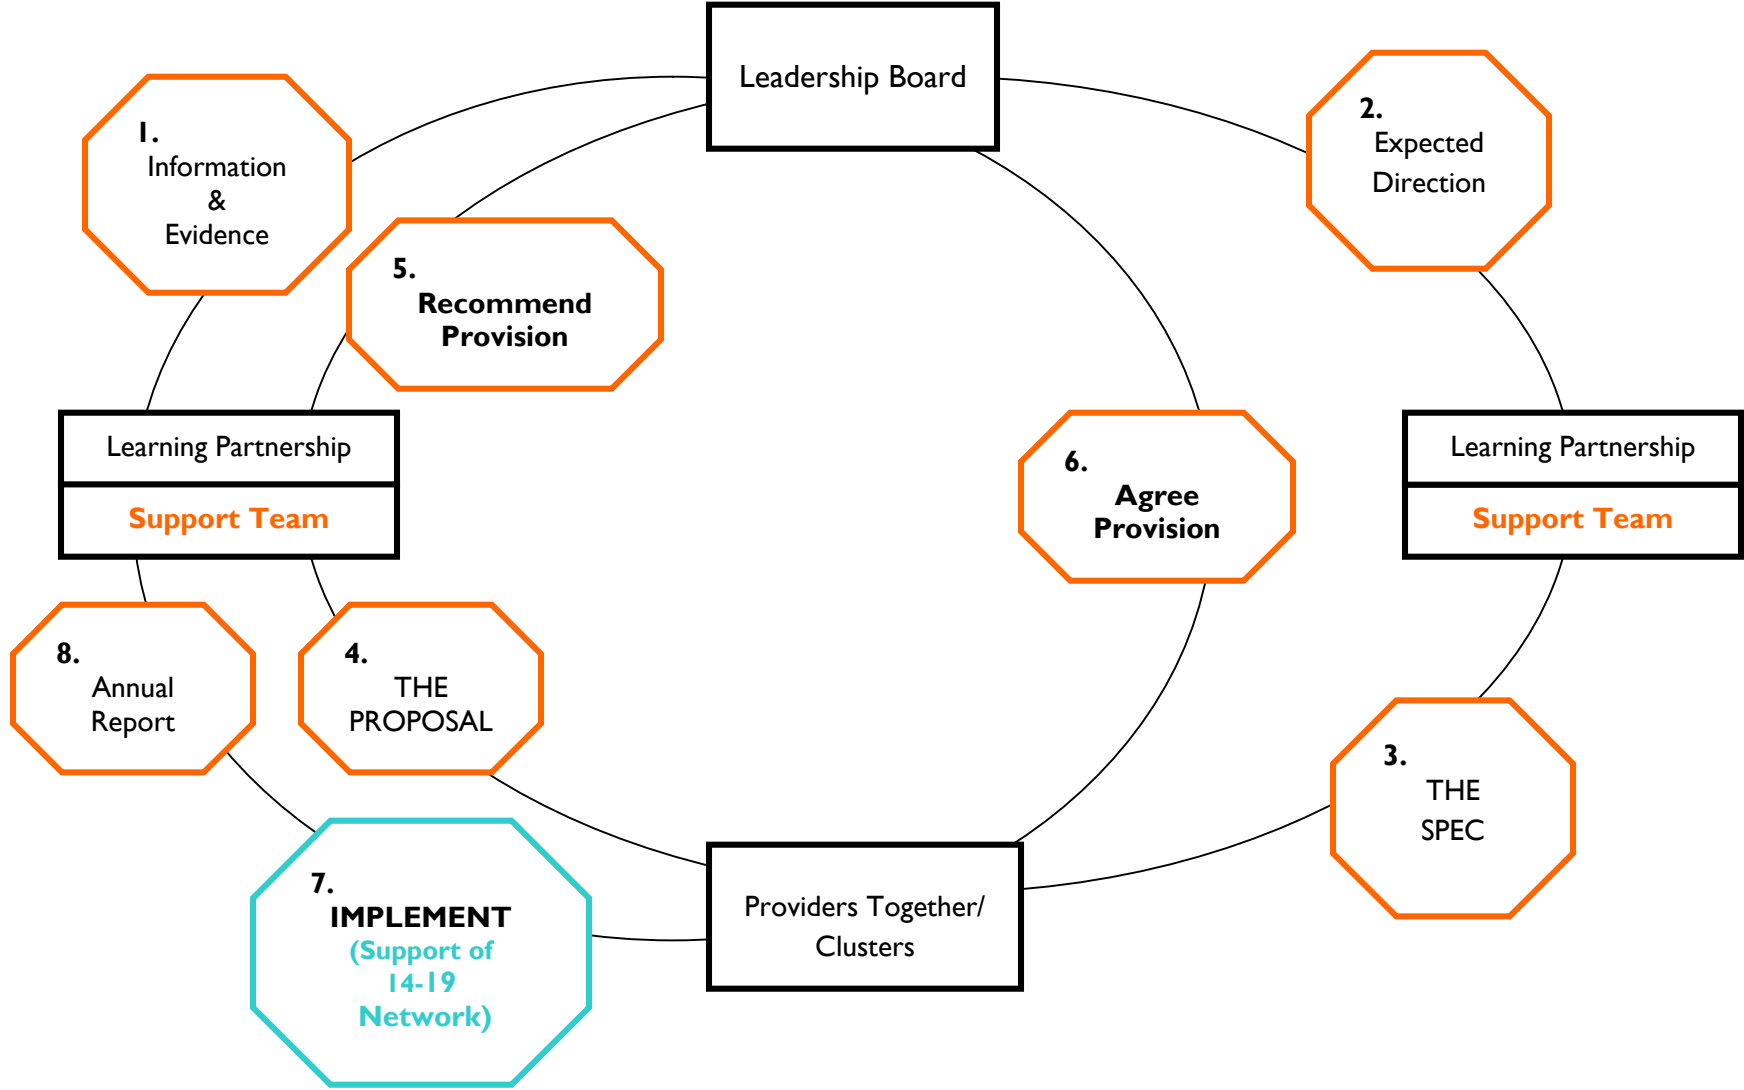 Leadership Board
1.
Information
&
Evidence
2.
Expected
Direction
5.
Recommend
Provision
Learning Partnership
Support Team
6.
Agree
Provision
Learning Partnership
Support Team
8.
Annual
Report
4.
THE
PROPOSAL
3.
THE
SPEC
7.
IMPLEMENT
(Support of
14-19
Network)
Providers Together/
Clusters